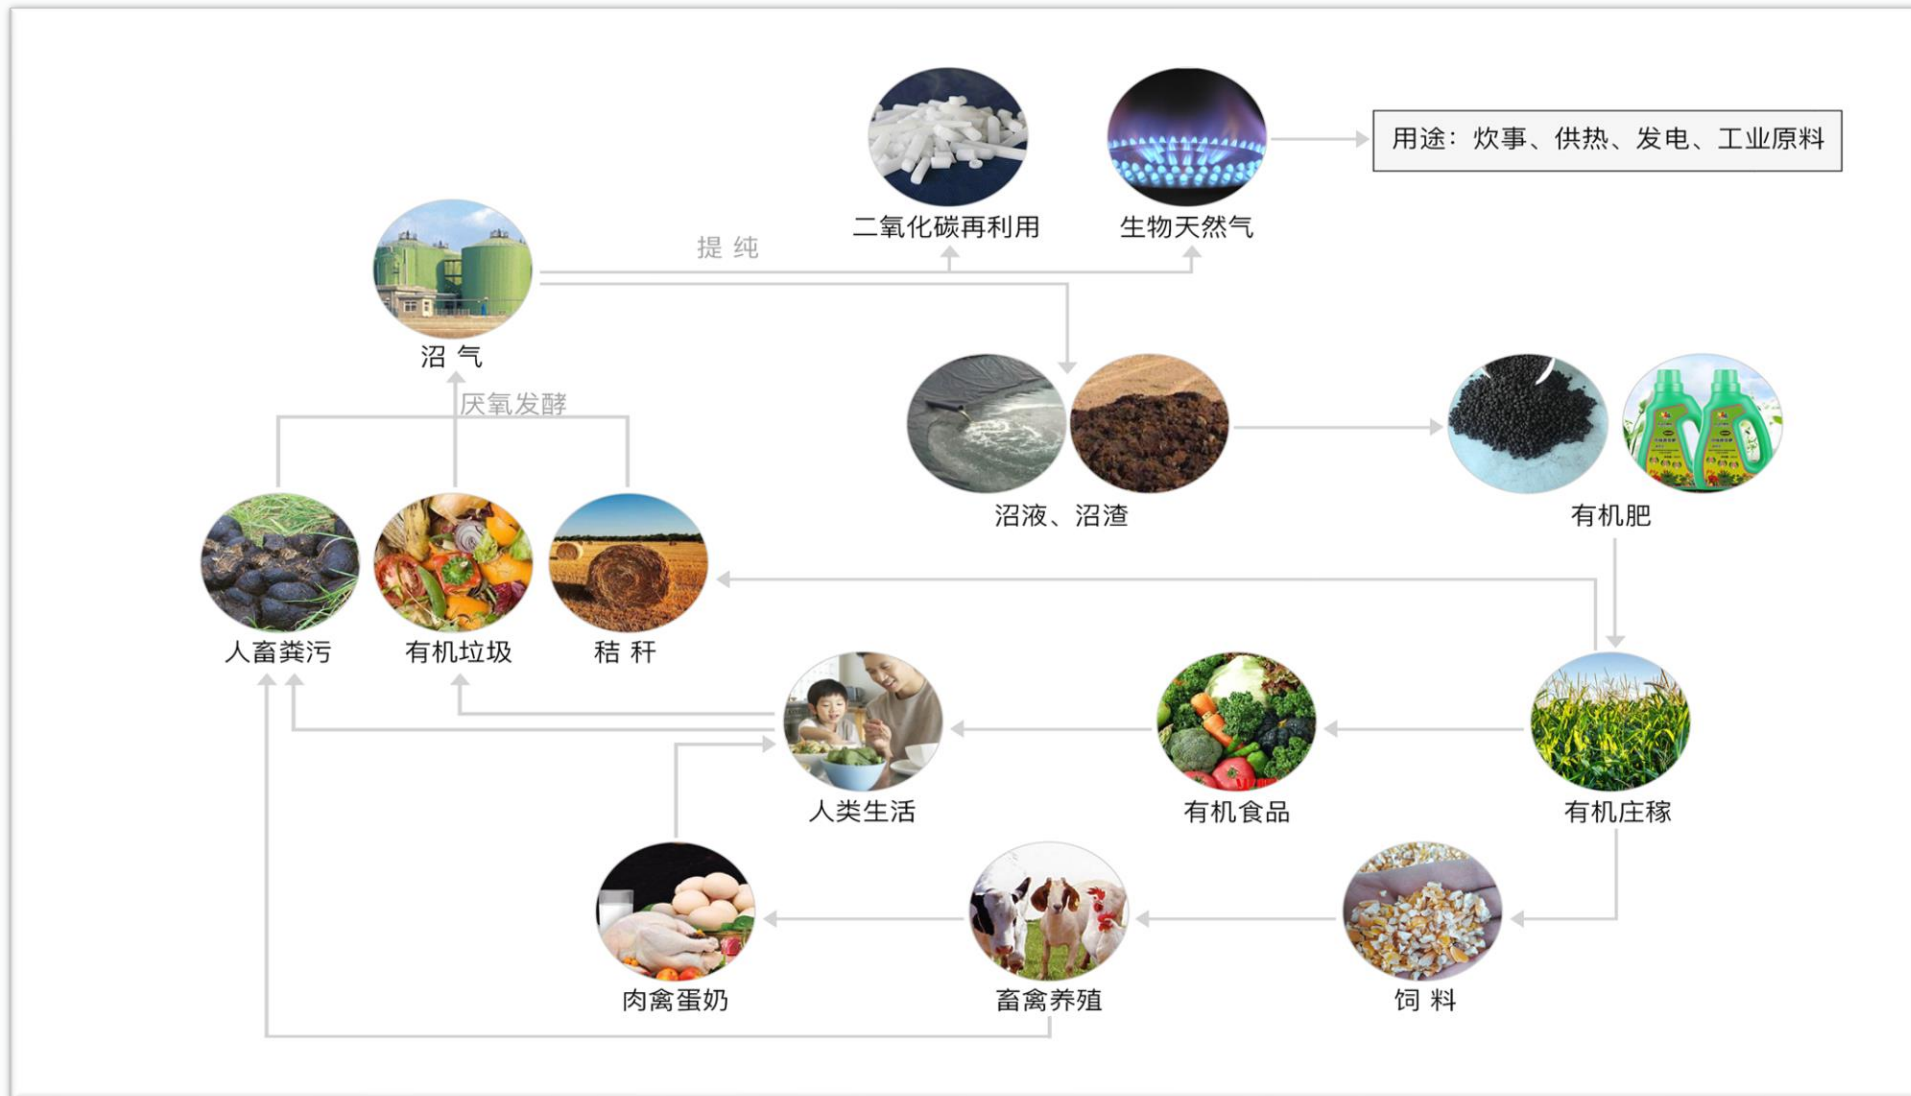 用途：炊事、供热、发电、工业原料
二氧化碳再利用
生物天然气
提 纯
沼 气
厌氧发酵
沼液、沼渣
有机肥
人畜粪污
有机垃圾
秸 秆
人类生活
有机食品
有机庄稼
肉禽蛋奶
畜禽养殖
饲 料